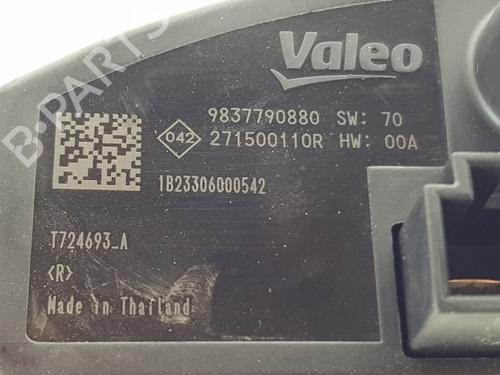 Valeo
9837790880 SW: 70
042 271500110R HW: 00A
1B23306000542
T724693_A
<R>
Made in Thailand
B-PARTS